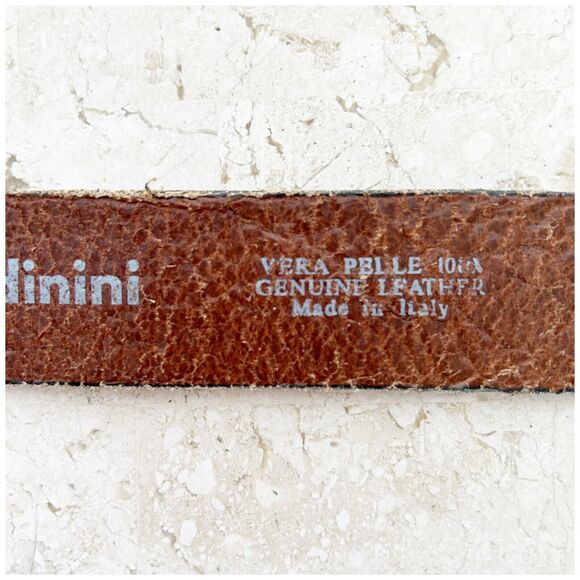 dinini
VERA PELLE
GENUINE LEATHER
Made in Italy